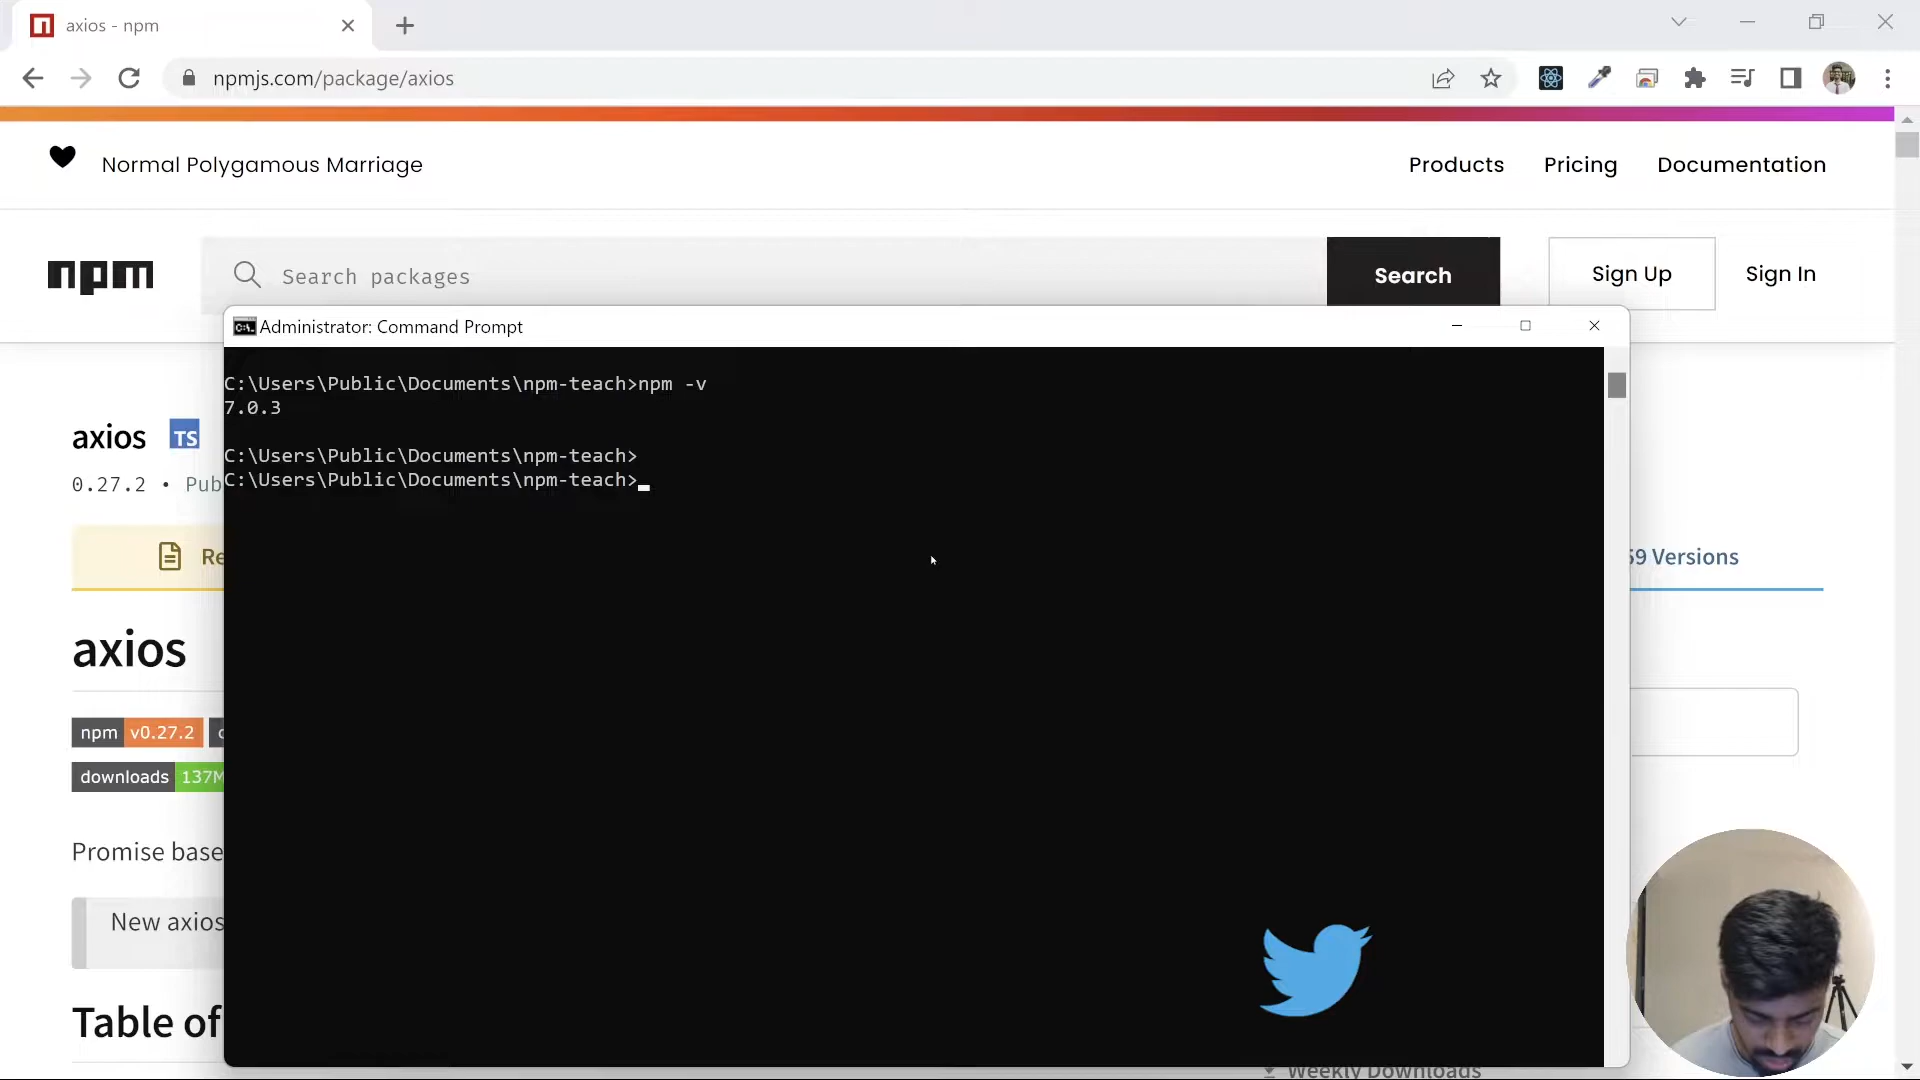 axios - npm
npmjs.com/package/axios
Normal Polygamous Marriage
Products
Pricing
Documentation
npm
Search packages
Search
Sign Up
Sign In
Administrator: Command Prompt
C:\Users\Public\Documents\npm-teach>npm -v
7.0.3
C:\Users\Public\Documents\npm-teach>
C:\Users\Public\Documents\npm-teach>
axios
TS
0.27.2 • Pub
Re
59 Versions
axios
npm v0.27.2
downloads 137M
Promise base
New axios
Table of
Weekly Downloads